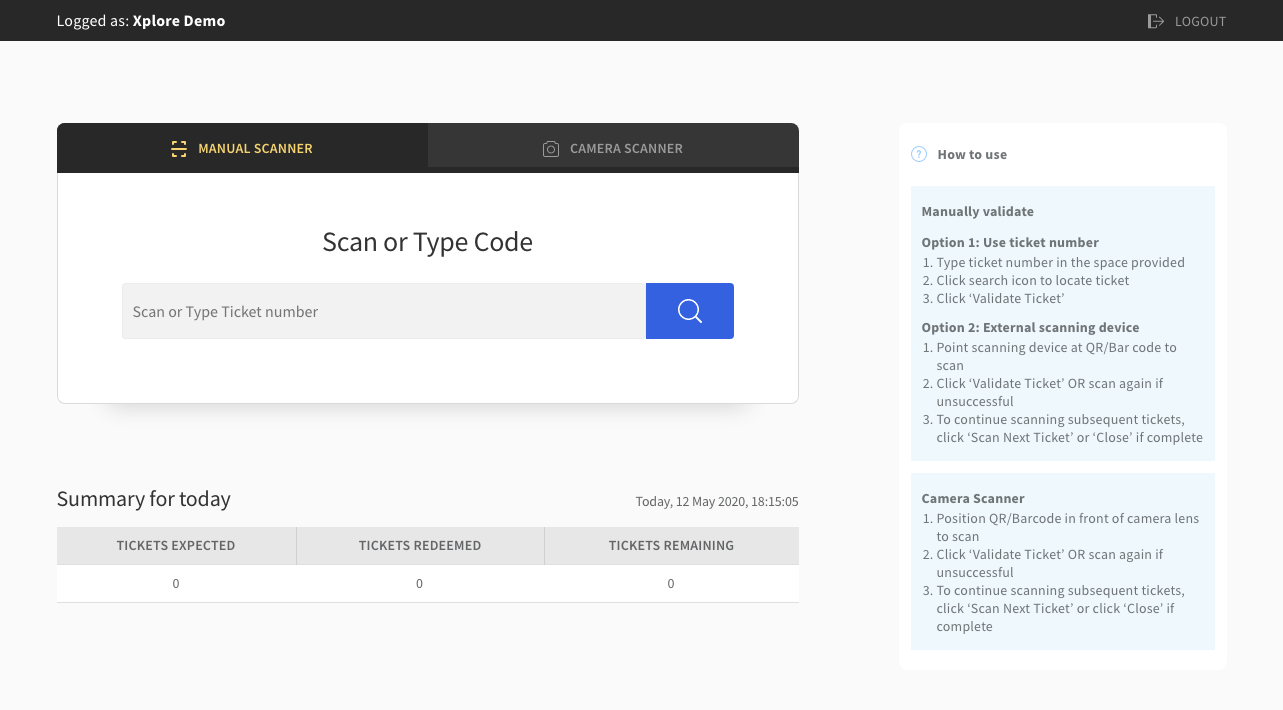 Logged as: Xplore Demo
LOGOUT
MANUAL SCANNER
CAMERA SCANNER
Scan or Type Code
Scan or Type Ticket number
Summary for today
Today, 12 May 2020, 18:15:05
TICKETS EXPECTED
TICKETS REDEEMED
TICKETS REMAINING
0
0
0
? How to use
Manually validate
Option 1: Use ticket number
1. Type ticket number in the space provided
2. Click search icon to locate ticket
3. Click ‘Validate Ticket’
Option 2: External scanning device
1. Point scanning device at QR/Bar code to
scan
2. Click ‘Validate Ticket’ OR scan again if
unsuccessful
3. To continue scanning subsequent tickets,
click ‘Scan Next Ticket’ or ‘Close’ if complete
Camera Scanner
1. Position QR/Barcode in front of camera lens
to scan
2. Click ‘Validate Ticket’ OR scan again if
unsuccessful
3. To continue scanning subsequent tickets,
click ‘Scan Next Ticket’ or click ‘Close’ if
complete